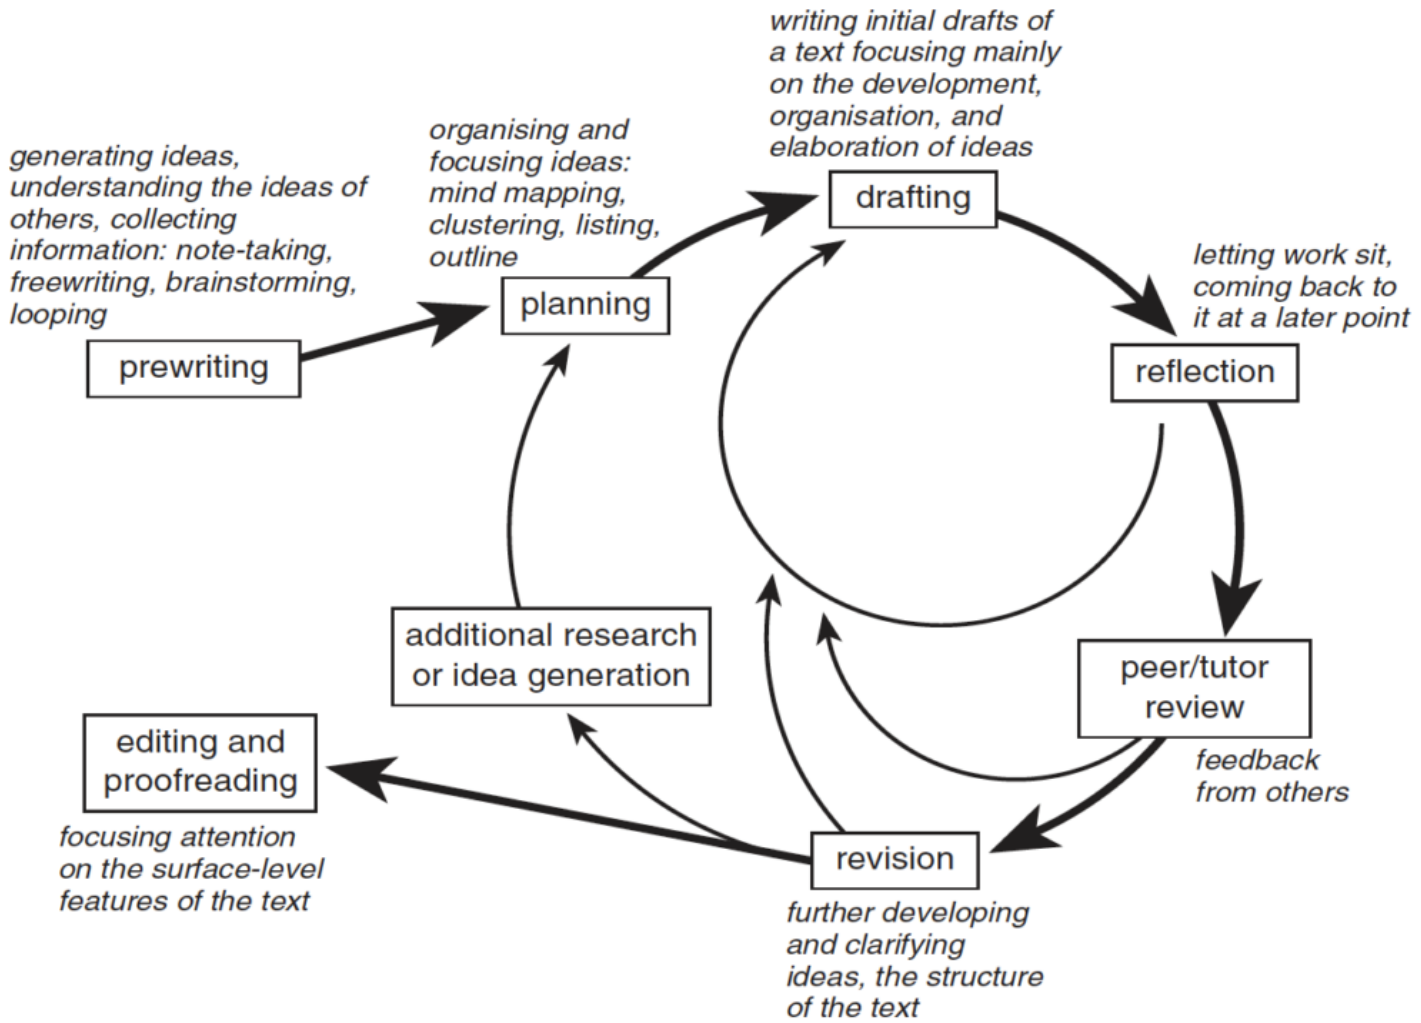 generating ideas,
understanding the ideas of
others, collecting
information: note-taking,
freewriting, brainstorming,
looping
prewriting
organising and
focusing ideas:
mind mapping,
clustering, listing,
outline
planning
writing initial drafts of
a text focusing mainly
on the development,
organisation, and
elaboration of ideas
drafting
letting work sit,
coming back to
it at a later point
reflection
peer/tutor
review
feedback
from others
revision
further developing
and clarifying
ideas, the structure
of the text
additional research
or idea generation
editing and
proofreading
focusing attention
on the surface-level
features of the text